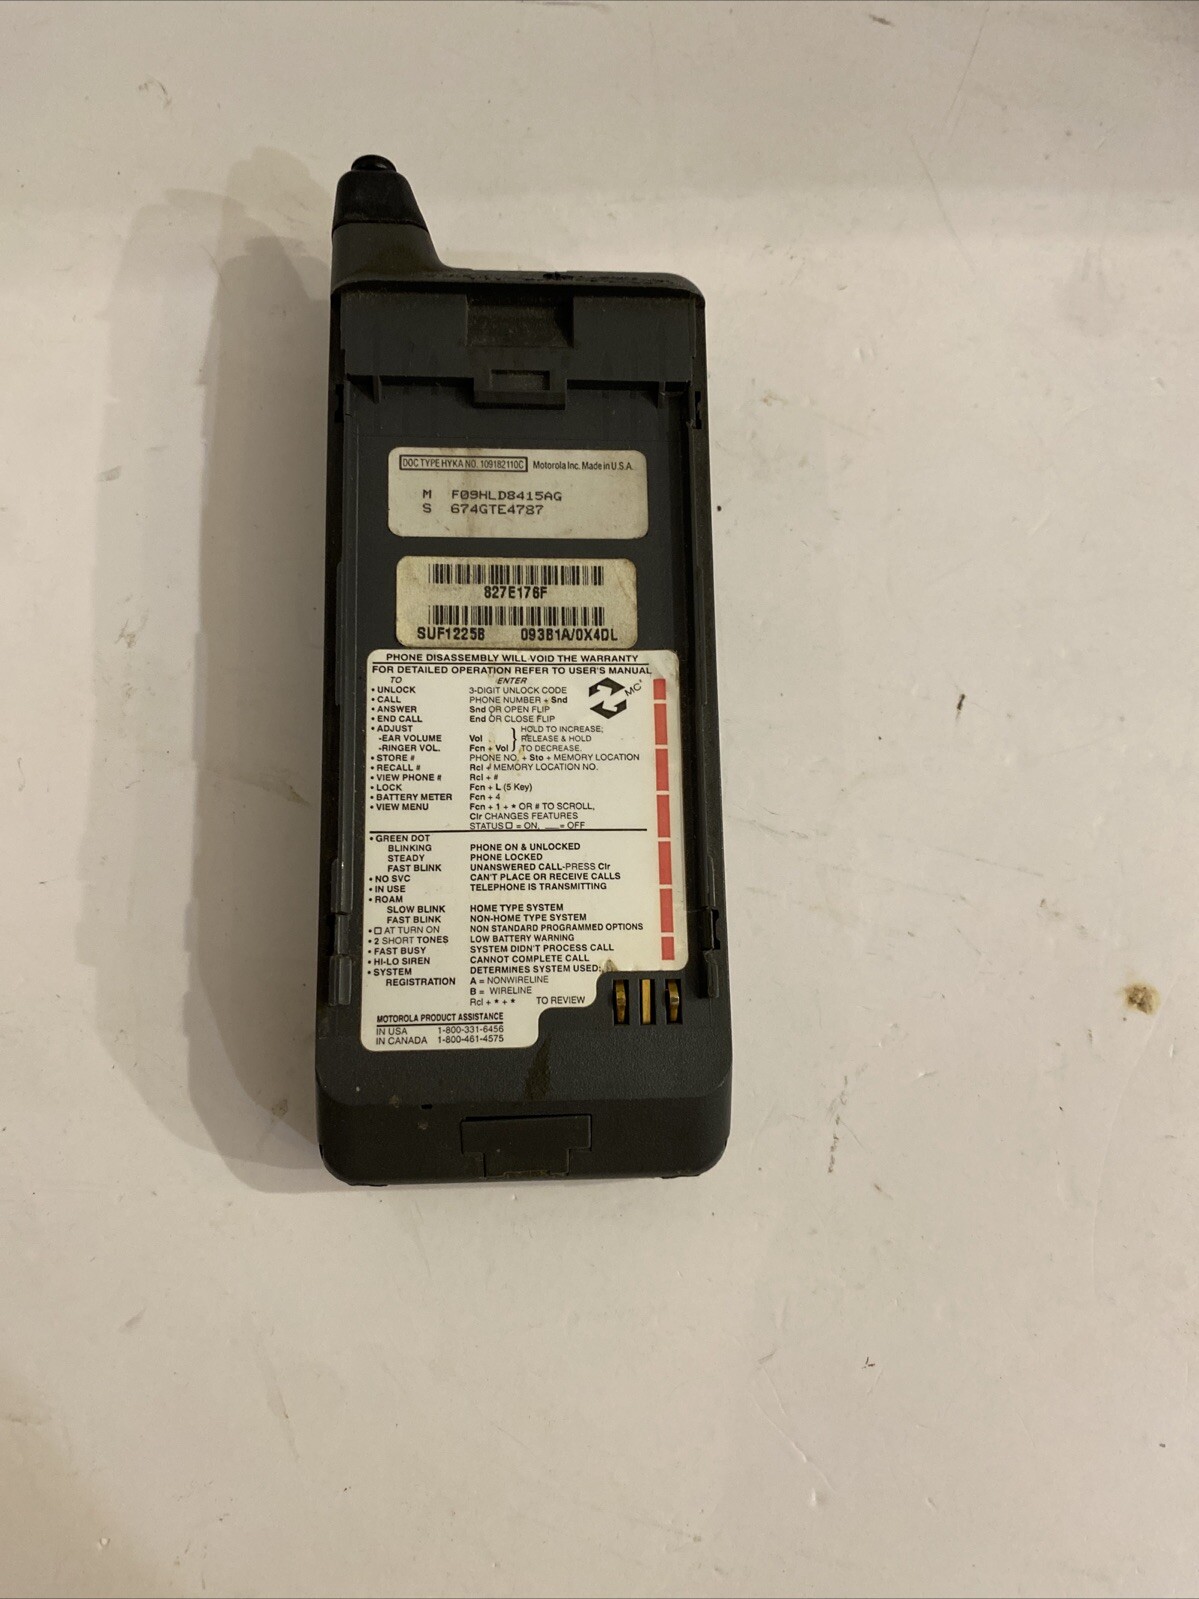 DOC TYPE HYKA NO. 109182110C Motorola Inc. Made in U.S.A.
M F09HLD8415AG
S 674GTE4787
827E176F
SUF1225B 093B1A/0X4DL
PHONE DISASSEMBLY WILL VOID THE WARRANTY
FOR DETAILED OPERATION REFER TO USER'S MANUAL
TO ENTER
• UNLOCK 3-DIGIT UNLOCK CODE
• CALL PHONE NUMBER + Snd
• ANSWER Snd OR OPEN FLIP
• END CALL End OR CLOSE FLIP
• ADJUST HOLD TO INCREASE;
-EAR VOLUME Vol RELEASE & HOLD
-RINGER VOL. Fcn + Vol TO DECREASE.
• STORE # PHONE NO. + Sto + MEMORY LOCATION
• RECALL # Rcl + MEMORY LOCATION NO.
• VIEW PHONE # Rcl + #
• LOCK Fcn + L (5 Key)
• BATTERY METER Fcn + 4
• VIEW MENU Fcn + 1 + * OR # TO SCROLL,
Clr CHANGES FEATURES
STATUS □ = ON, __ = OFF
• GREEN DOT
BLINKING PHONE ON & UNLOCKED
STEADY PHONE LOCKED
FAST BLINK UNANSWERED CALL-PRESS Clr
• NO SVC CAN'T PLACE OR RECEIVE CALLS
• IN USE TELEPHONE IS TRANSMITTING
• ROAM
SLOW BLINK HOME TYPE SYSTEM
FAST BLINK NON-HOME TYPE SYSTEM
• □ AT TURN ON NON STANDARD PROGRAMMED OPTIONS
• 2 SHORT TONES LOW BATTERY WARNING
• FAST BUSY SYSTEM DIDN'T PROCESS CALL
• HI-LO SIREN CANNOT COMPLETE CALL
• SYSTEM DETERMINES SYSTEM USED:
REGISTRATION A = NONWIRELINE
B = WIRELINE
Rcl + * + * TO REVIEW
MOTOROLA PRODUCT ASSISTANCE
IN USA 1-800-331-6456
IN CANADA 1-800-461-4575